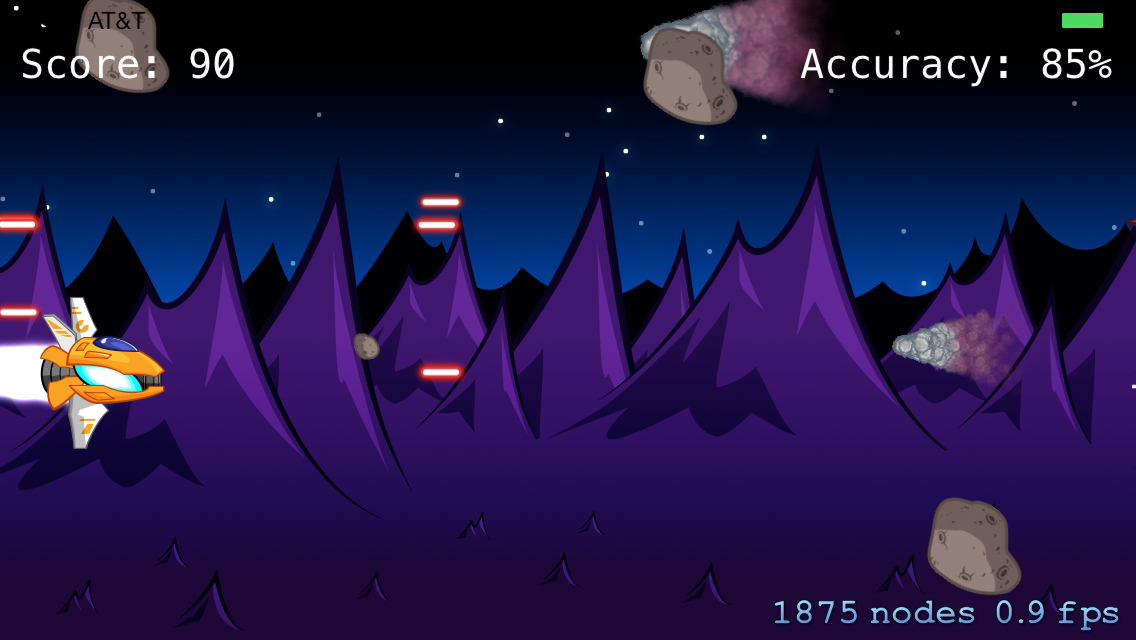 AT&T
Score: 90
Accuracy: 85%
1875 nodes 0.9 fps